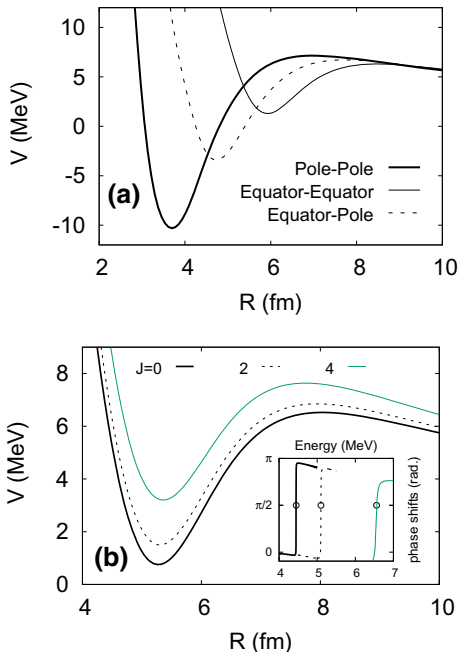 10
5
0
-5
-10
V (MeV)
(a)
Pole-Pole
Equator-Equator
Equator-Pole
2 4 6 8 10
R (fm)
8
6
4
2
0
V (MeV)
J=0 2 4
(b)
Energy (MeV)
π
π/2
0
phase shifts (rad.)
4 5 6 7
4 6 8 10
R (fm)